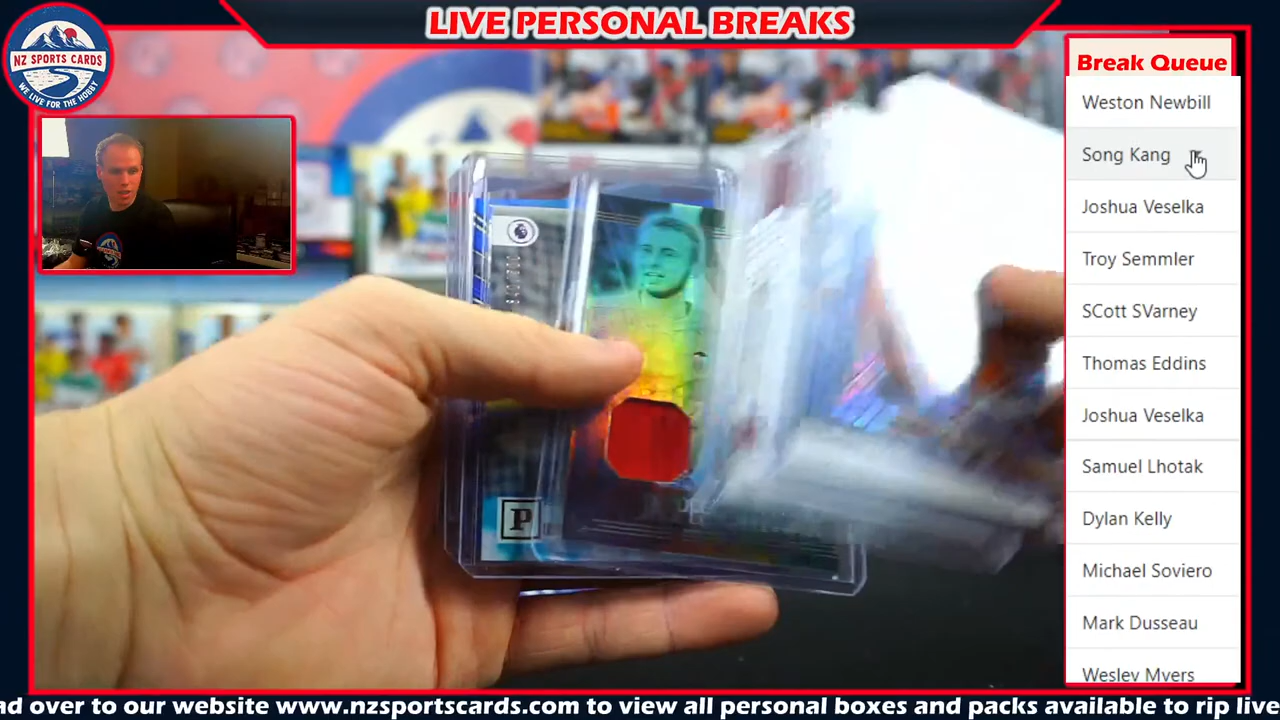 LIVE PERSONAL BREAKS
NZ SPORTS CARDS
WE LIVE FOR THE HOBBY
Break Queue
Weston Newbill
Song Kang
Joshua Veselka
Troy Semmler
SCott SVarney
Thomas Eddins
Joshua Veselka
Samuel Lhotak
Dylan Kelly
Michael Soviero
Mark Dusseau
Wesley Myers
P
ad over to our website www.nzsportscards.com to view all personal boxes and packs available to rip live